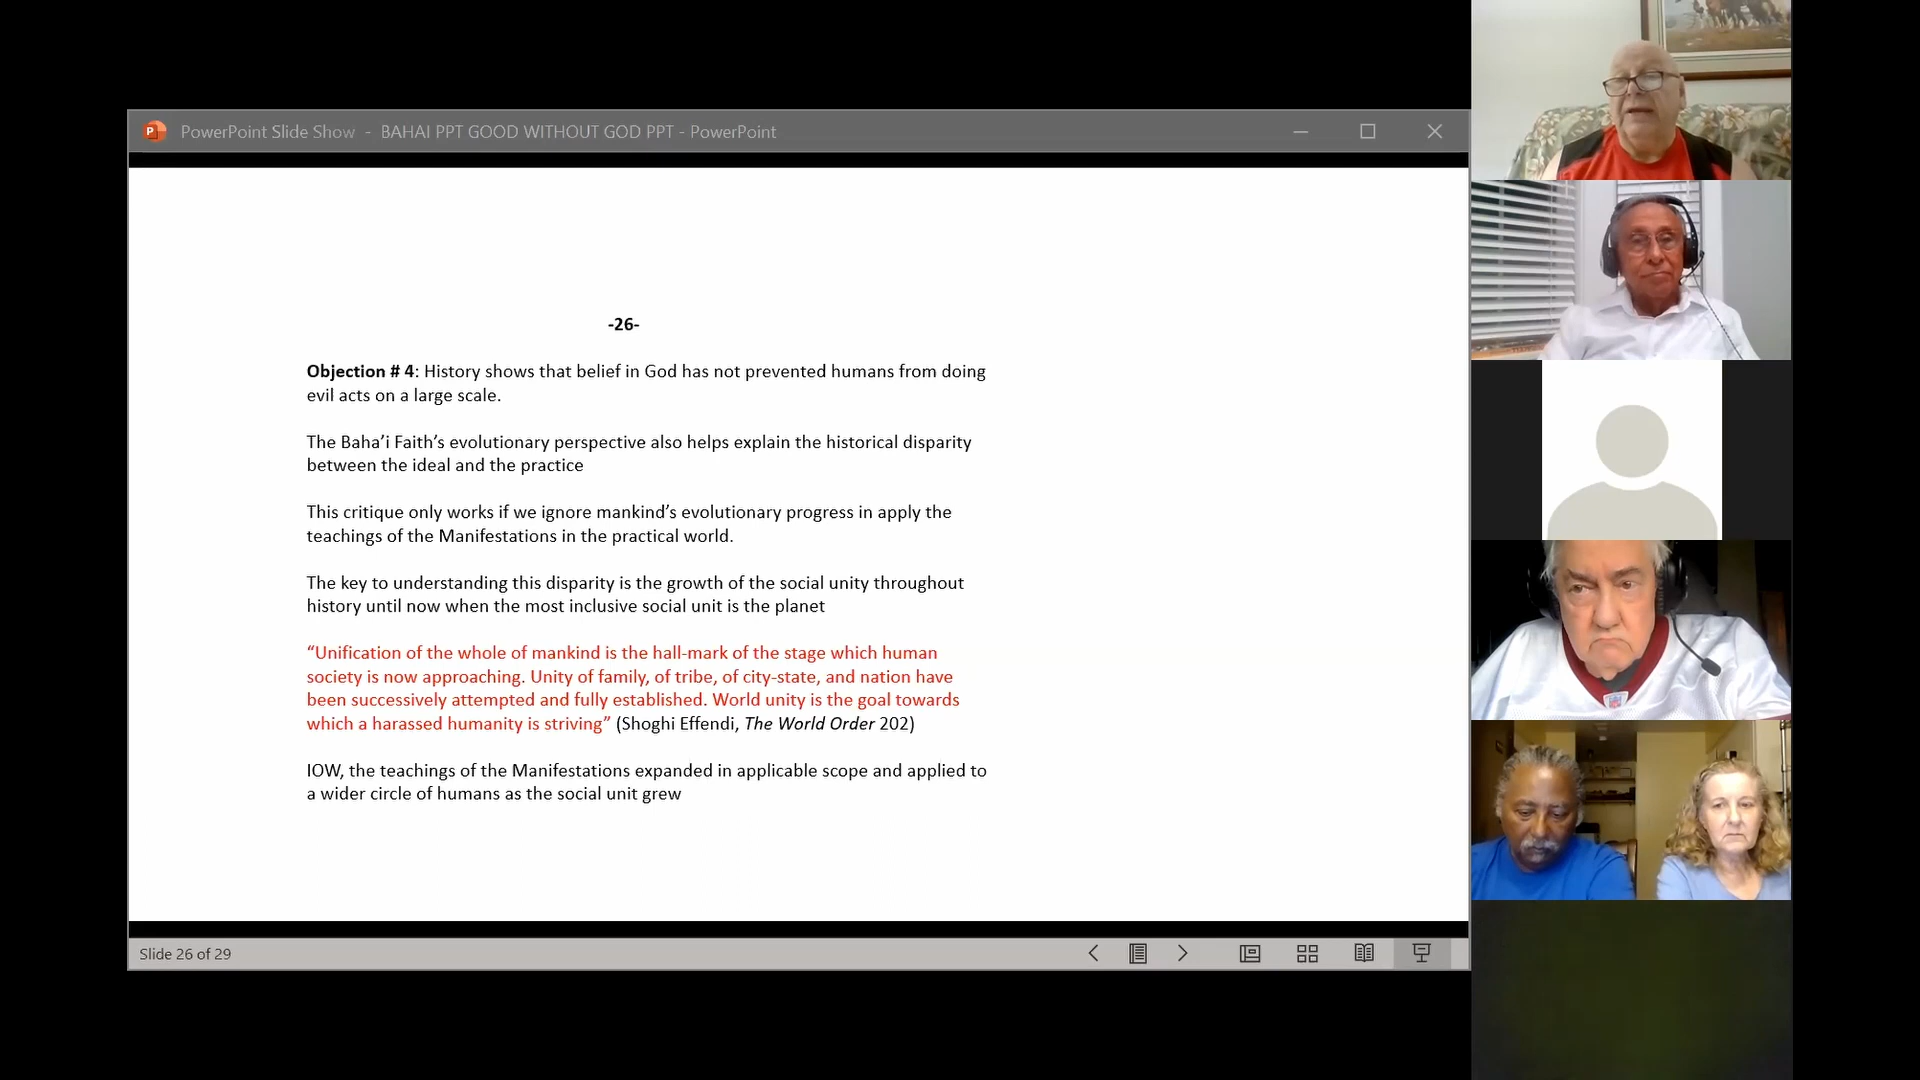 PowerPoint Slide Show - BAHAI PPT GOOD WITHOUT GOD PPT - PowerPoint
-26-
Objection # 4: History shows that belief in God has not prevented humans from doing
evil acts on a large scale.
The Baha’i Faith’s evolutionary perspective also helps explain the historical disparity
between the ideal and the practice
This critique only works if we ignore mankind’s evolutionary progress in apply the
teachings of the Manifestations in the practical world.
The key to understanding this disparity is the growth of the social unity throughout
history until now when the most inclusive social unit is the planet
“Unification of the whole of mankind is the hall-mark of the stage which human
society is now approaching. Unity of family, of tribe, of city-state, and nation have
been successively attempted and fully established. World unity is the goal towards
which a harassed humanity is striving” (Shoghi Effendi, The World Order 202)
IOW, the teachings of the Manifestations expanded in applicable scope and applied to
a wider circle of humans as the social unit grew
Slide 26 of 29